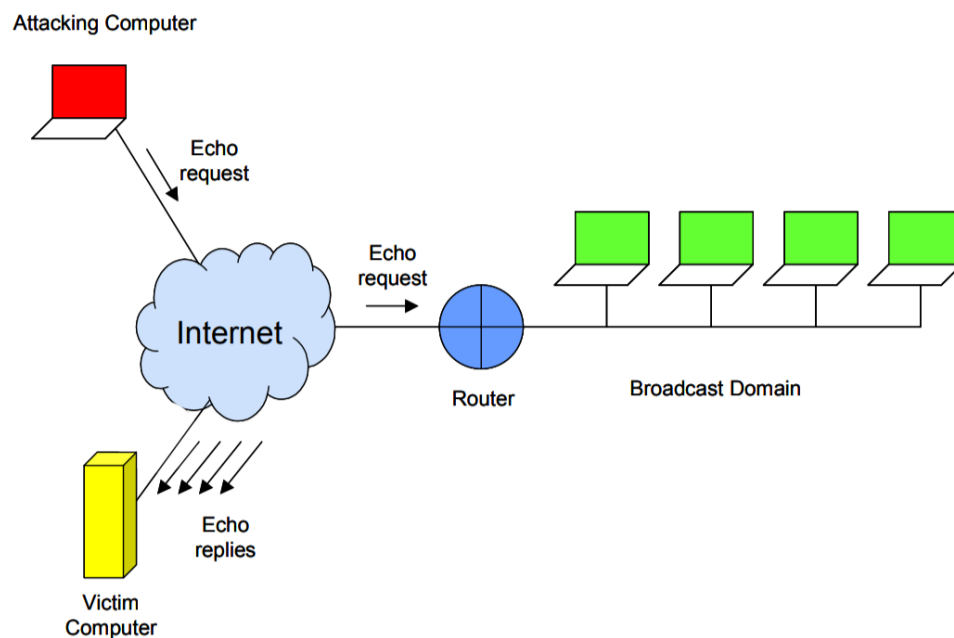 Attacking Computer
Echo
request
Echo
request
Internet
Router
Broadcast Domain
Echo
replies
Victim
Computer